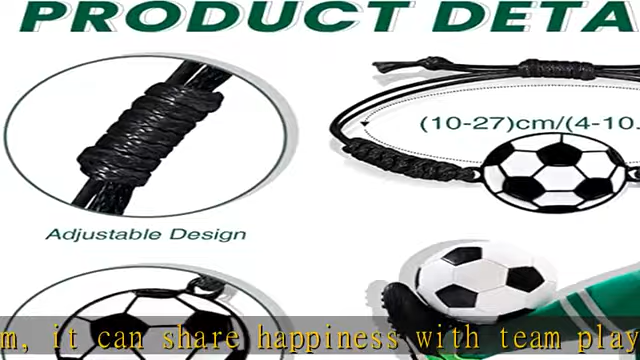 PRODUCT DETA
(10-27)cm/(4-10.
Adjustable Design
m, it can share happiness with team play